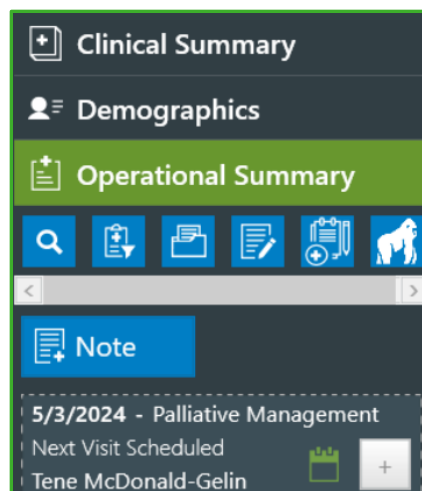 Clinical Summary
Demographics
Operational Summary
Note
5/3/2024 - Palliative Management
Next Visit Scheduled
Tene McDonald-Gelin